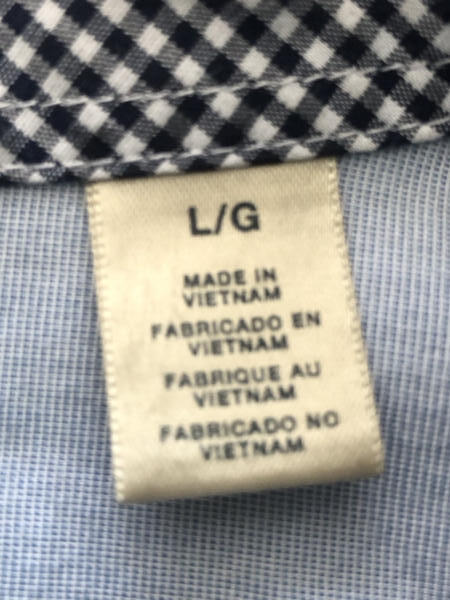 L/G
MADE IN
VIETNAM
FABRICADO EN
VIETNAM
FABRIQUE AU
VIETNAM
FABRICADO NO
VIETNAM